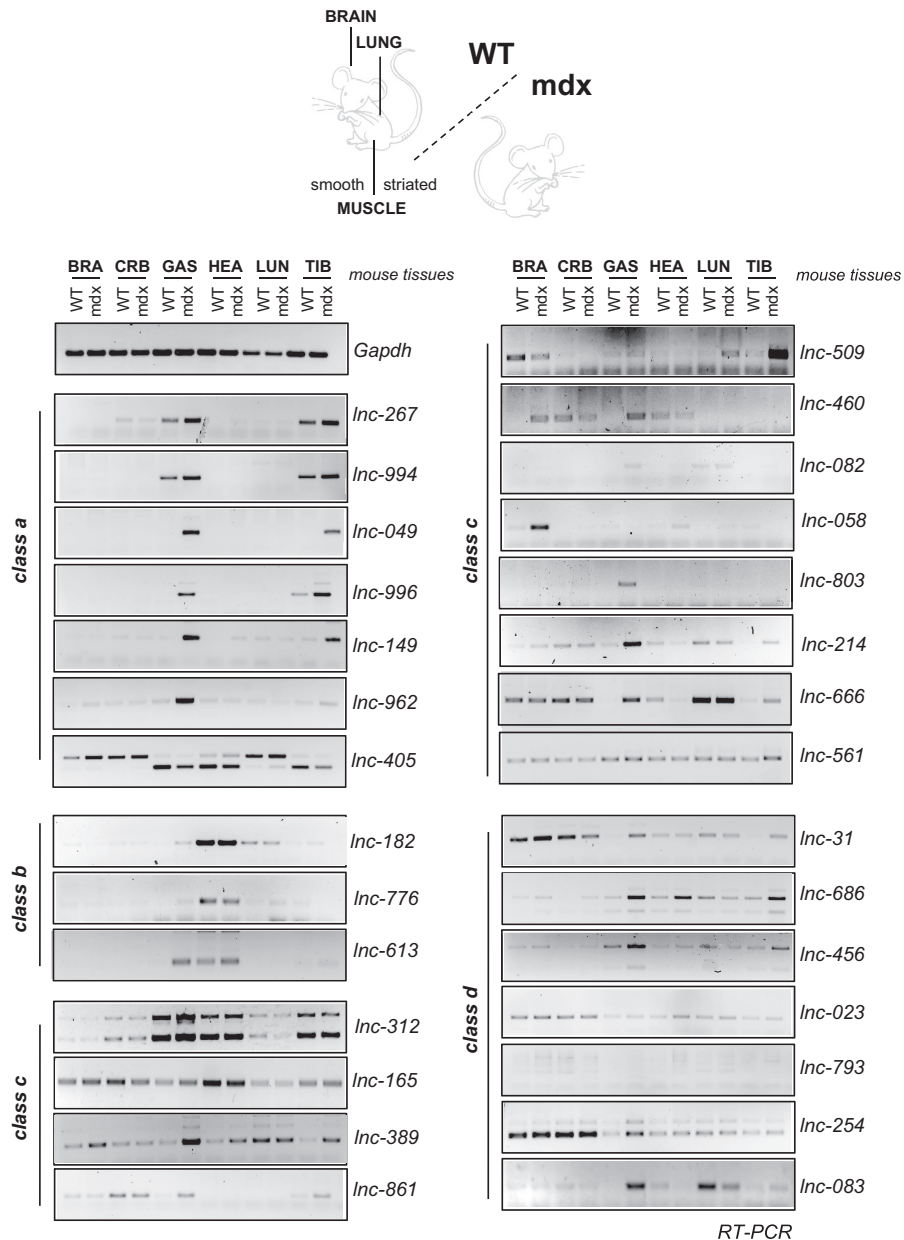 BRAIN
LUNG
WT
mdx
smooth striated
MUSCLE
BRA CRB GAS HEA LUN TIB mouse tissues
WT mdx WT mdx WT mdx WT mdx WT mdx WT mdx
Gapdh
class a
lnc-267
lnc-994
lnc-049
lnc-996
lnc-149
lnc-962
lnc-405
class b
lnc-182
lnc-776
lnc-613
class c
lnc-312
lnc-165
lnc-389
lnc-861
BRA CRB GAS HEA LUN TIB mouse tissues
WT mdx WT mdx WT mdx WT mdx WT mdx WT mdx
class c
lnc-509
lnc-460
lnc-082
lnc-058
lnc-803
lnc-214
lnc-666
lnc-561
class d
lnc-31
lnc-686
lnc-456
lnc-023
lnc-793
lnc-254
lnc-083
RT-PCR